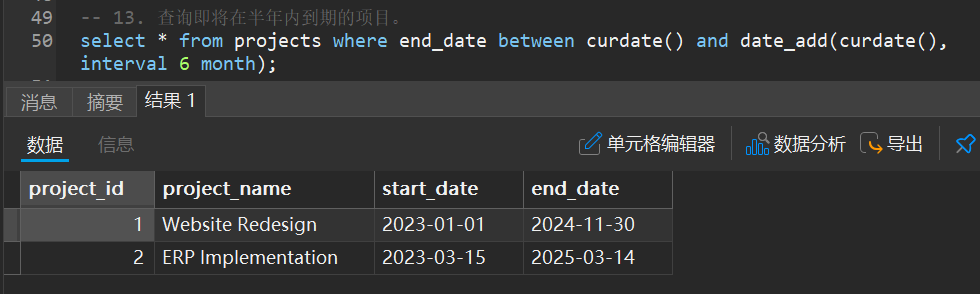 49 -- 13. 查询即将在半年内到期的项目。
50 select * from projects where end_date between curdate() and date_add(curdate(),
interval 6 month);
消息 摘要 结果 1
数据 信息 单元格编辑器 数据分析 导出
project_id project_name start_date end_date
1 Website Redesign 2023-01-01 2024-11-30
2 ERP Implementation 2023-03-15 2025-03-14